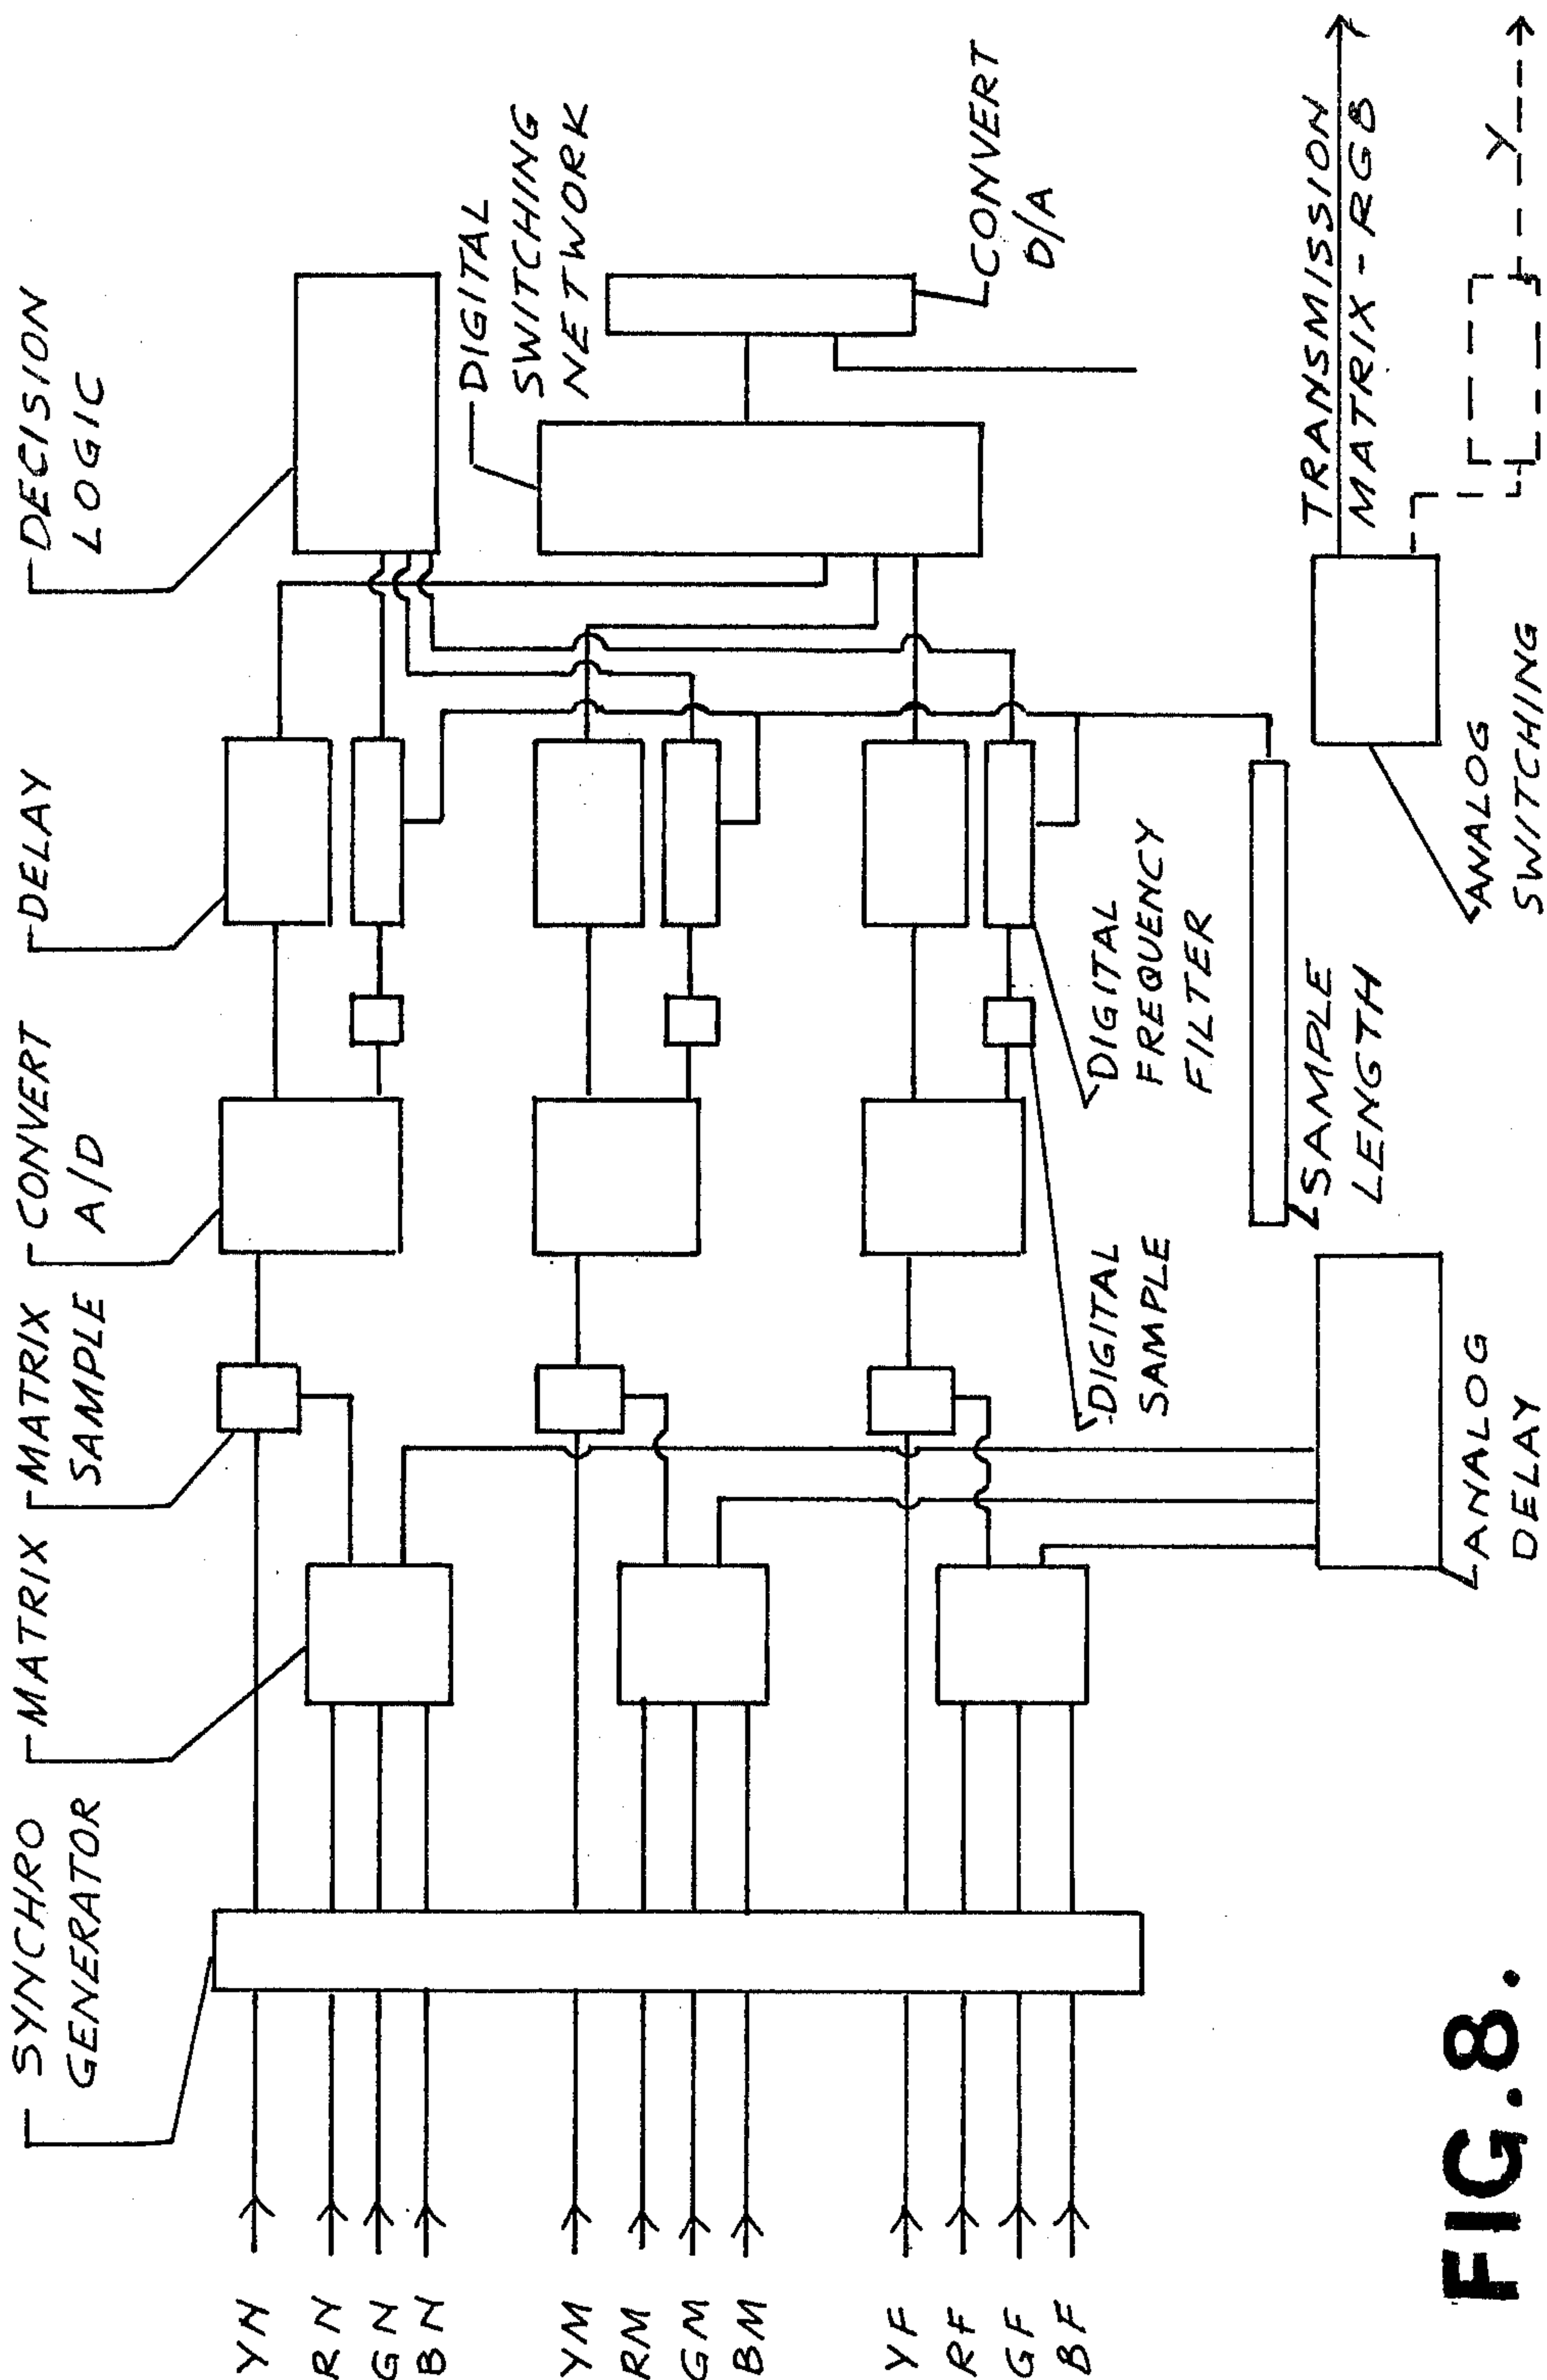 SYNCHRO
GENERATOR
MATRIX
MATRIX
SAMPLE
CONVERT
A/D
DELAY
DECISION
LOGIC
DIGITAL
SWITCHING
NETWORK
CONVERT
D/A
YN
RN
GN
BN
YM
RM
GM
BM
YF
RF
GF
BF
DIGITAL
SAMPLE
DIGITAL
FREQUENCY
FILTER
SAMPLE
LENGTH
ANALOG
DELAY
ANALOG
SWITCHING
TRANSMISSION
MATRIX-RGB
Y
FIG.8.